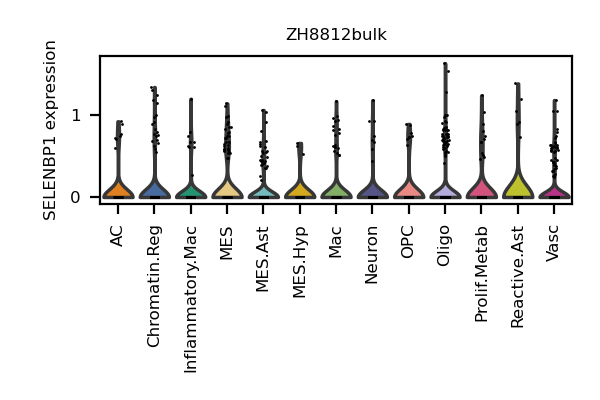 ZH8812bulk
SELENBP1 expression
1
0
AC
Chromatin.Reg
Inflammatory.Mac
MES
MES.Ast
MES.Hyp
Mac
Neuron
OPC
Oligo
Prolif.Metab
Reactive.Ast
Vasc